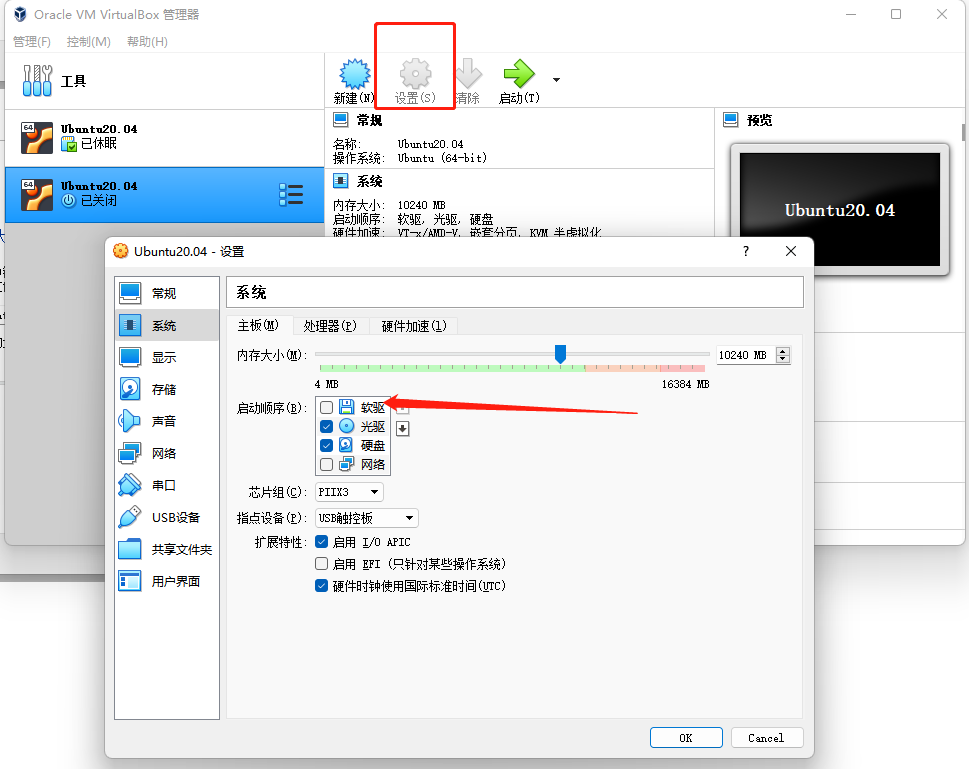 Oracle VM VirtualBox 管理器
管理(F) 控制(M) 帮助(H)
工具
新建(N) 设置(S) 清除 启动(T)
64
Ubuntu20.04
已休眠
64
Ubuntu20.04
已关闭
常规
名称: Ubuntu20.04
操作系统: Ubuntu (64-bit)
系统
内存大小: 10240 MB
启动顺序: 软驱, 光驱, 硬盘
硬件加速: VT-x/AMD-V, 嵌套分页, KVM 半虚拟化
预览
Ubuntu20.04
Ubuntu20.04 - 设置
?
常规
系统
显示
存储
声音
网络
串口
USB设备
共享文件夹
用户界面
系统
主板(M) 处理器(P) 硬件加速(L)
内存大小(M): 10240 MB
4 MB 16384 MB
启动顺序(B): 软驱
光驱
硬盘
网络
芯片组(C): PIIX3
指点设备(P): USB触控板
扩展特性: 启用 I/O APIC
启用 EFI (只针对某些操作系统)
硬件时钟使用国际标准时间(UTC)
OK Cancel